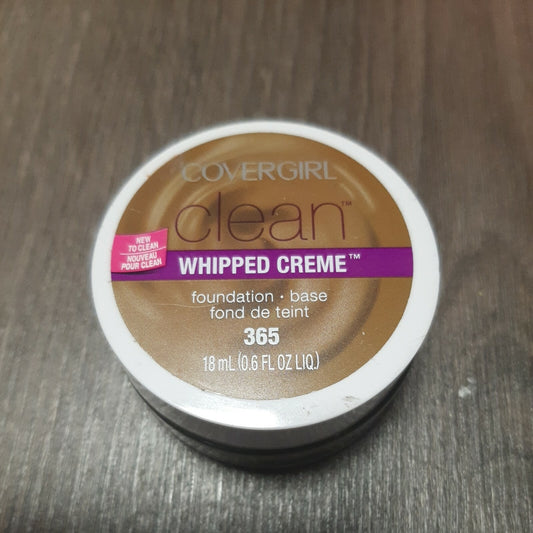 COVERGIRL
clean™
NEW
TO CLEAN
NOUVEAU
POUR CLEAN
WHIPPED CREME™
foundation · base
fond de teint
365
18 mL (0.6 FL OZ LIQ.)